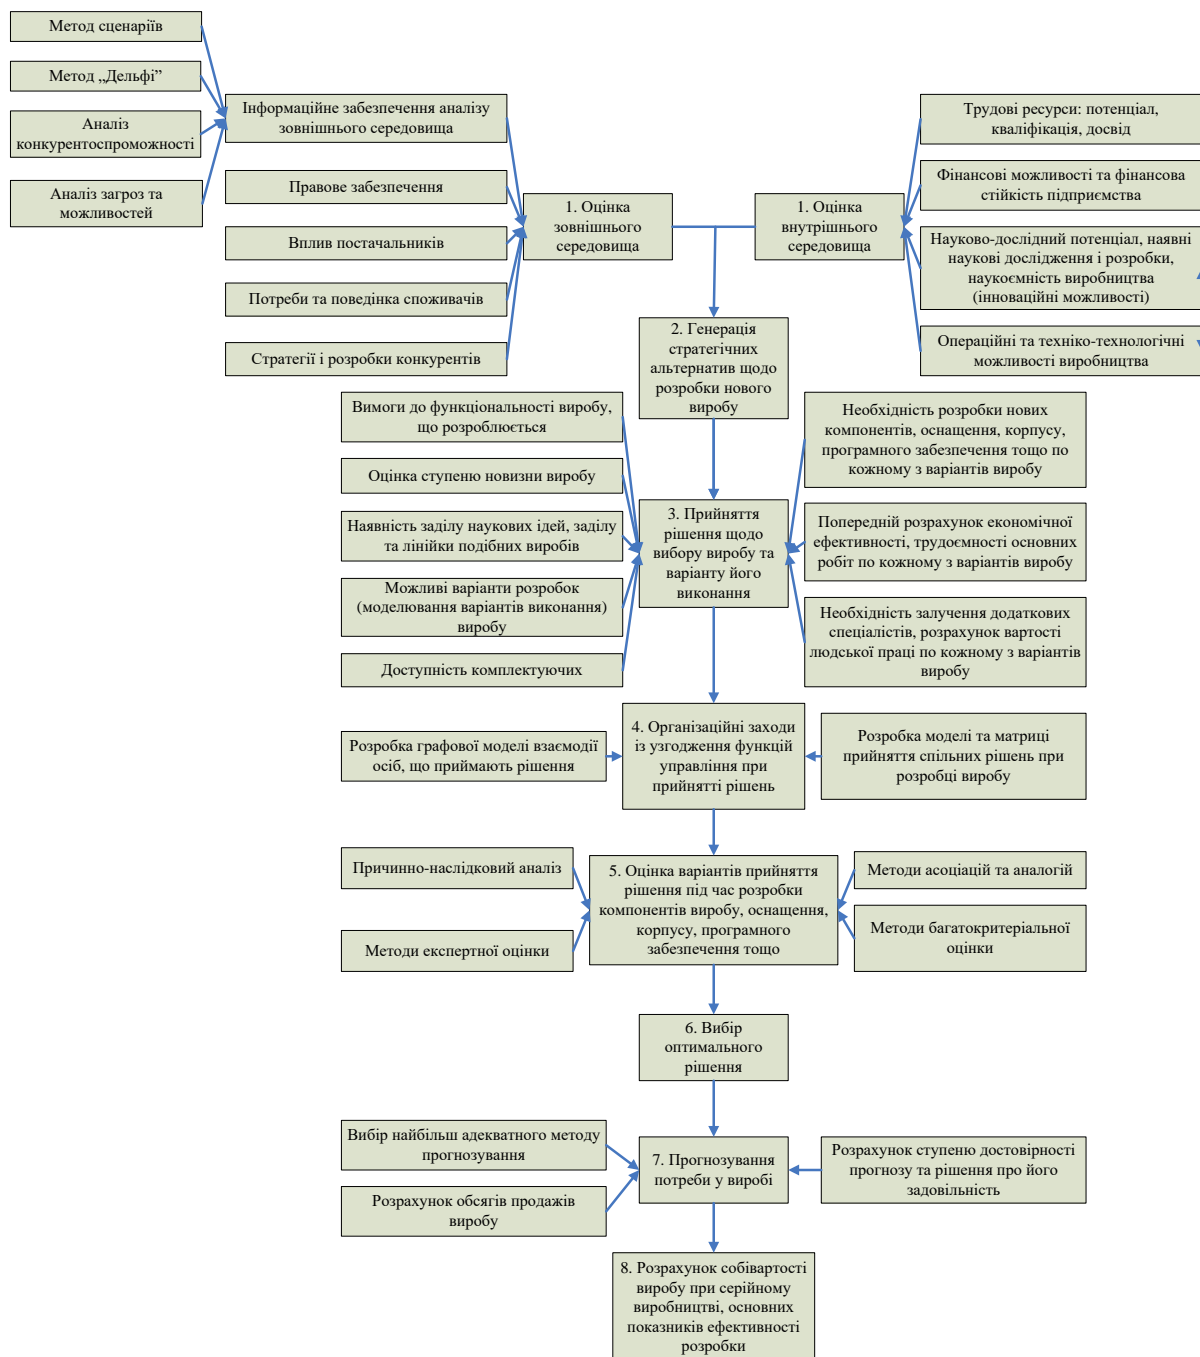 Метод сценаріїв
Метод „Дельфі”
Аналіз
конкурентоспроможності
Аналіз загроз та
можливостей
Інформаційне забезпечення аналізу
зовнішнього середовища
Правове забезпечення
Вплив постачальників
Потреби та поведінка споживачів
Стратегії і розробки конкурентів
1. Оцінка
зовнішнього
середовища
1. Оцінка
внутрішнього
середовища
Трудові ресурси: потенціал,
кваліфікація, досвід
Фінансові можливості та фінансова
стійкість підприємства
Науково-дослідний потенціал, наявні
наукові дослідження і розробки,
наукоємність виробництва
(інноваційні можливості)
Операційні та техніко-технологічні
можливості виробництва
2. Генерація
стратегічних
альтернатив щодо
розробки нового
виробу
Вимоги до функціональності виробу,
що розроблюється
Оцінка ступеню новизни виробу
Наявність заділу наукових ідей, заділу
та лінійки подібних виробів
Можливі варіанти розробок
(моделювання варіантів виконання)
виробу
Доступність комплектуючих
3. Прийняття
рішення щодо
вибору виробу та
варіанту його
виконання
Необхідність розробки нових
компонентів, оснащення, корпусу,
програмного забезпечення тощо по
кожному з варіантів виробу
Попередній розрахунок економічної
ефективності, трудоємності основних
робіт по кожному з варіантів виробу
Необхідність залучення додаткових
спеціалістів, розрахунок вартості
людської праці по кожному з варіантів
виробу
Розробка графової моделі взаємодії
осіб, що приймають рішення
4. Організаційні заходи
із узгодження функцій
управління при
прийнятті рішень
Розробка моделі та матриці
прийняття спільних рішень при
розробці виробу
Причинно-наслідковий аналіз
Методи експертної оцінки
5. Оцінка варіантів прийняття
рішення під час розробки
компонентів виробу, оснащення,
корпусу, програмного
забезпечення тощо
Методи асоціацій та аналогій
Методи багатокритеріальної
оцінки
6. Вибір
оптимального
рішення
Вибір найбільш адекватного методу
прогнозування
Розрахунок обсягів продажів
виробу
7. Прогнозування
потреби у виробі
Розрахунок ступеню достовірності
прогнозу та рішення про його
задовільність
8. Розрахунок собівартості
виробу при серійному
виробництві, основних
показників ефективності
розробки